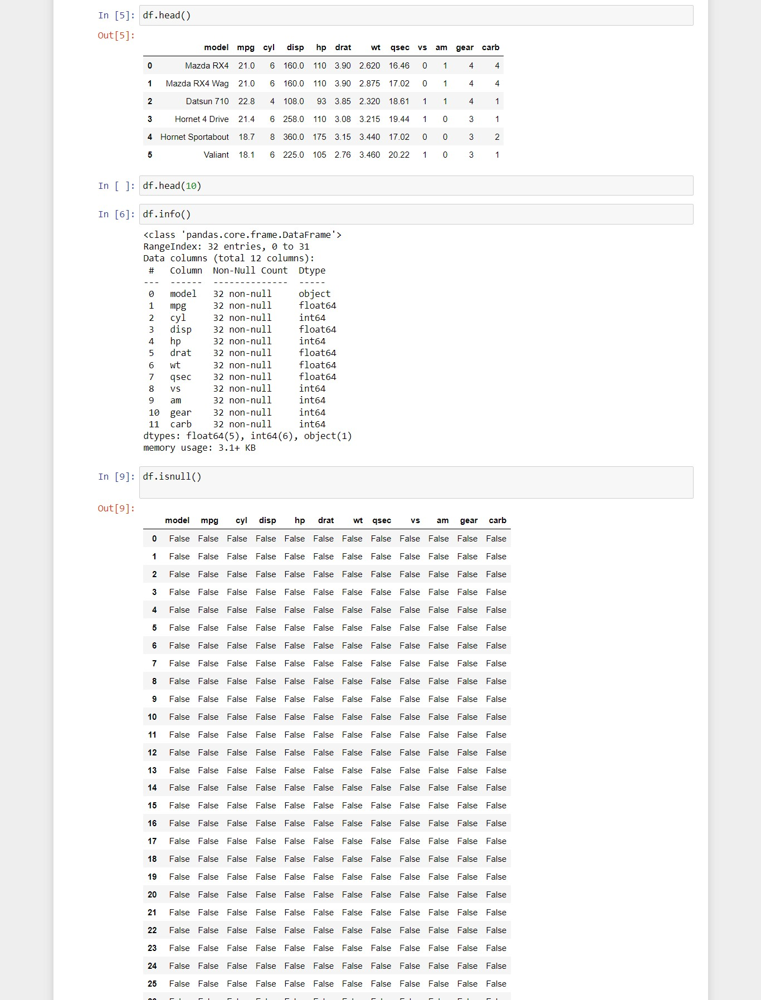 In [5]: df.head()
Out[5]:
model mpg cyl disp hp drat wt qsec vs am gear carb
0 Mazda RX4 21.0 6 160.0 110 3.90 2.620 16.46 0 1 4 4
1 Mazda RX4 Wag 21.0 6 160.0 110 3.90 2.875 17.02 0 1 4 4
2 Datsun 710 22.8 4 108.0 93 3.85 2.320 18.61 1 1 4 1
3 Hornet 4 Drive 21.4 6 258.0 110 3.08 3.215 19.44 1 0 3 1
4 Hornet Sportabout 18.7 8 360.0 175 3.15 3.440 17.02 0 0 3 2
5 Valiant 18.1 6 225.0 105 2.76 3.460 20.22 1 0 3 1
In [ ]: df.head(10)
In [6]: df.info()
<class 'pandas.core.frame.DataFrame'>
RangeIndex: 32 entries, 0 to 31
Data columns (total 12 columns):
# Column Non-Null Count Dtype
--- ------ -------------- -----
0 model 32 non-null object
1 mpg 32 non-null float64
2 cyl 32 non-null int64
3 disp 32 non-null float64
4 hp 32 non-null int64
5 drat 32 non-null float64
6 wt 32 non-null float64
7 qsec 32 non-null float64
8 vs 32 non-null int64
9 am 32 non-null int64
10 gear 32 non-null int64
11 carb 32 non-null int64
dtypes: float64(5), int64(6), object(1)
memory usage: 3.1+ KB
In [9]: df.isnull()
Out[9]:
model mpg cyl disp hp drat wt qsec vs am gear carb
0 False False False False False False False False False False False False
1 False False False False False False False False False False False False
2 False False False False False False False False False False False False
3 False False False False False False False False False False False False
4 False False False False False False False False False False False False
5 False False False False False False False False False False False False
6 False False False False False False False False False False False False
7 False False False False False False False False False False False False
8 False False False False False False False False False False False False
9 False False False False False False False False False False False False
10 False False False False False False False False False False False False
11 False False False False False False False False False False False False
12 False False False False False False False False False False False False
13 False False False False False False False False False False False False
14 False False False False False False False False False False False False
15 False False False False False False False False False False False False
16 False False False False False False False False False False False False
17 False False False False False False False False False False False False
18 False False False False False False False False False False False False
19 False False False False False False False False False False False False
20 False False False False False False False False False False False False
21 False False False False False False False False False False False False
22 False False False False False False False False False False False False
23 False False False False False False False False False False False False
24 False False False False False False False False False False False False
25 False False False False False False False False False False False False